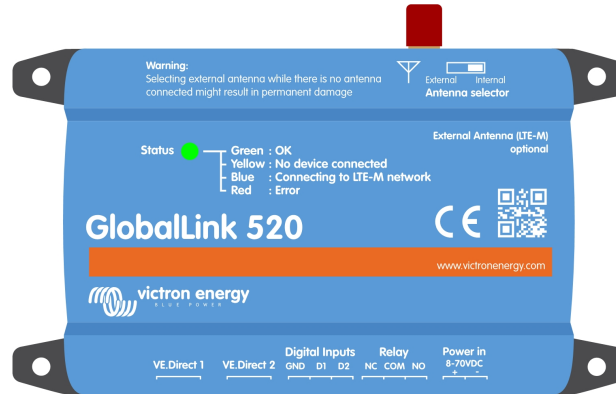 Warning:
Selecting external antenna while there is no antenna
connected might result in permanent damage
External Internal
Antenna selector
External Antenna (LTE-M)
optional
Status
Green : OK
Yellow : No device connected
Blue : Connecting to LTE-M network
Red : Error
GlobalLink 520
CE
www.victronenergy.com
victron energy
BLUE POWER
VE.Direct 1
VE.Direct 2
Digital Inputs
GND D1 D2
Relay
NC COM NO
Power in
8-70VDC
+ -